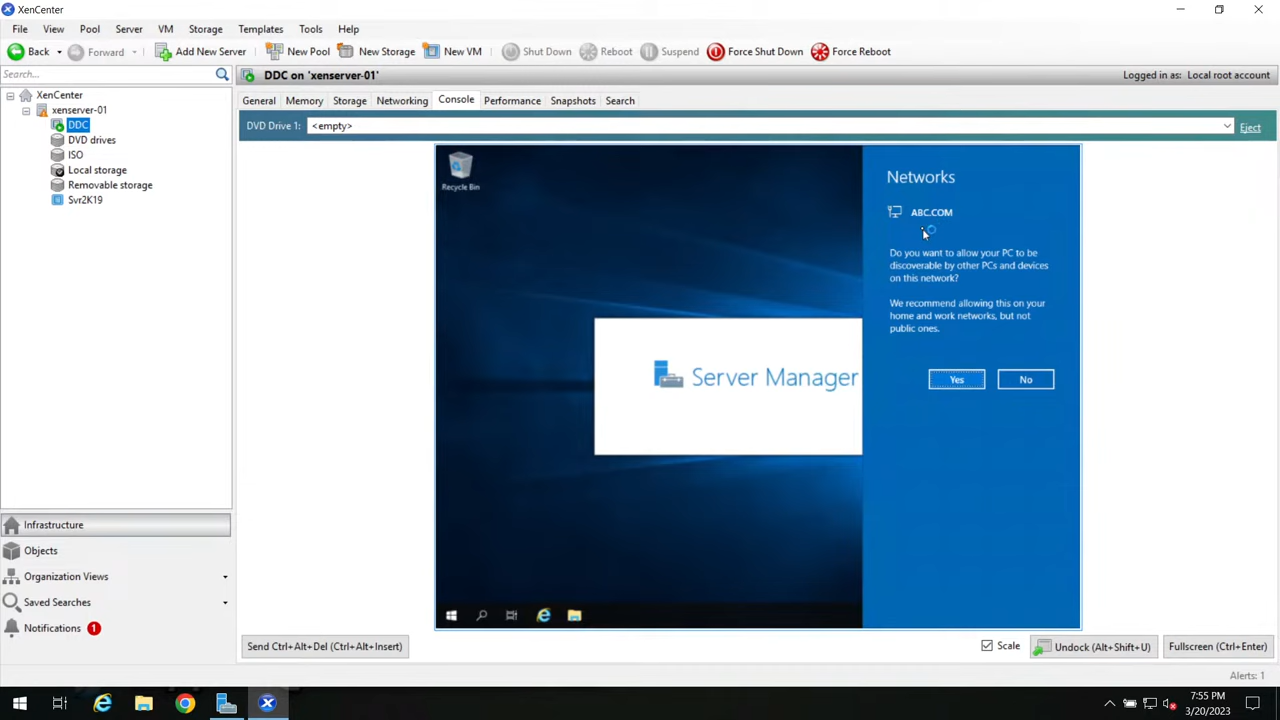 XenCenter
File View Pool Server VM Storage Templates Tools Help
Back Forward Add New Server New Pool New Storage New VM Shut Down Reboot Suspend Force Shut Down Force Reboot
Search...
DDC on 'xenserver-01'
Logged in as: Local root account
XenCenter
xenserver-01
DDC
DVD drives
ISO
Local storage
Removable storage
Svr2K19
General Memory Storage Networking Console Performance Snapshots Search
DVD Drive 1: <empty> Eject
Recycle Bin
Server Manager
Networks
ABC.COM
Do you want to allow your PC to be
discoverable by other PCs and devices
on this network?
We recommend allowing this on your
home and work networks, but not
public ones.
Yes No
Infrastructure
Objects
Organization Views
Saved Searches
Notifications 1
Send Ctrl+Alt+Del (Ctrl+Alt+Insert)
Scale Undock (Alt+Shift+U) Fullscreen (Ctrl+Enter)
Alerts: 1
7:55 PM
3/20/2023